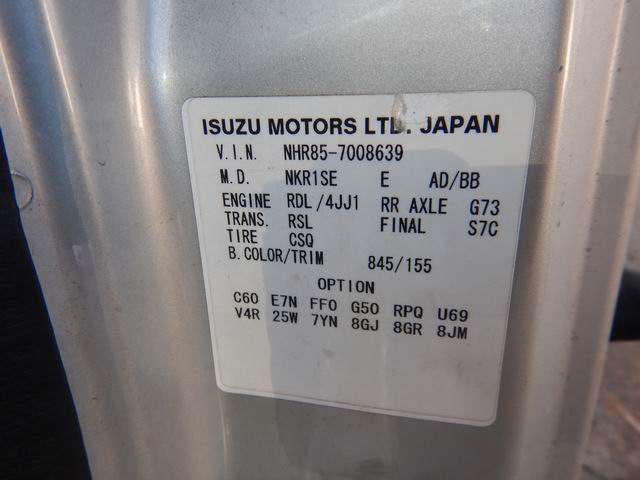 ISUZU MOTORS LTD. JAPAN
V.I.N. NHR85-7008639
M.D. NKR1SE E AD/BB
ENGINE RDL/4JJ1 RR AXLE G73
TRANS. RSL FINAL S7C
TIRE CSQ
B.COLOR/TRIM 845/155
OPTION
C60 E7N FF0 G50 RPQ U69
V4R 25W 7YN 8GJ 8GR 8JM